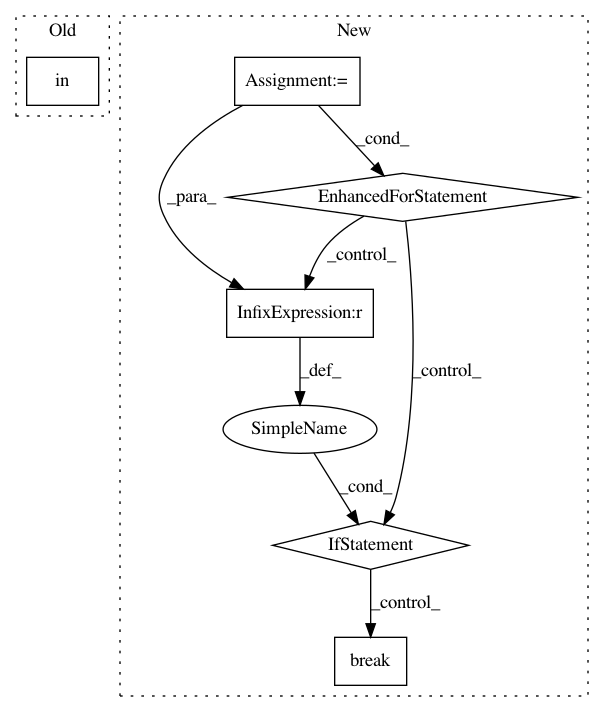 Old
New
in
Assignment:=
_cond_
_para_
EnhancedForStatement
_control_
InfixExpression:r
_def_
_control_
SimpleName
_cond_
IfStatement
_control_
break